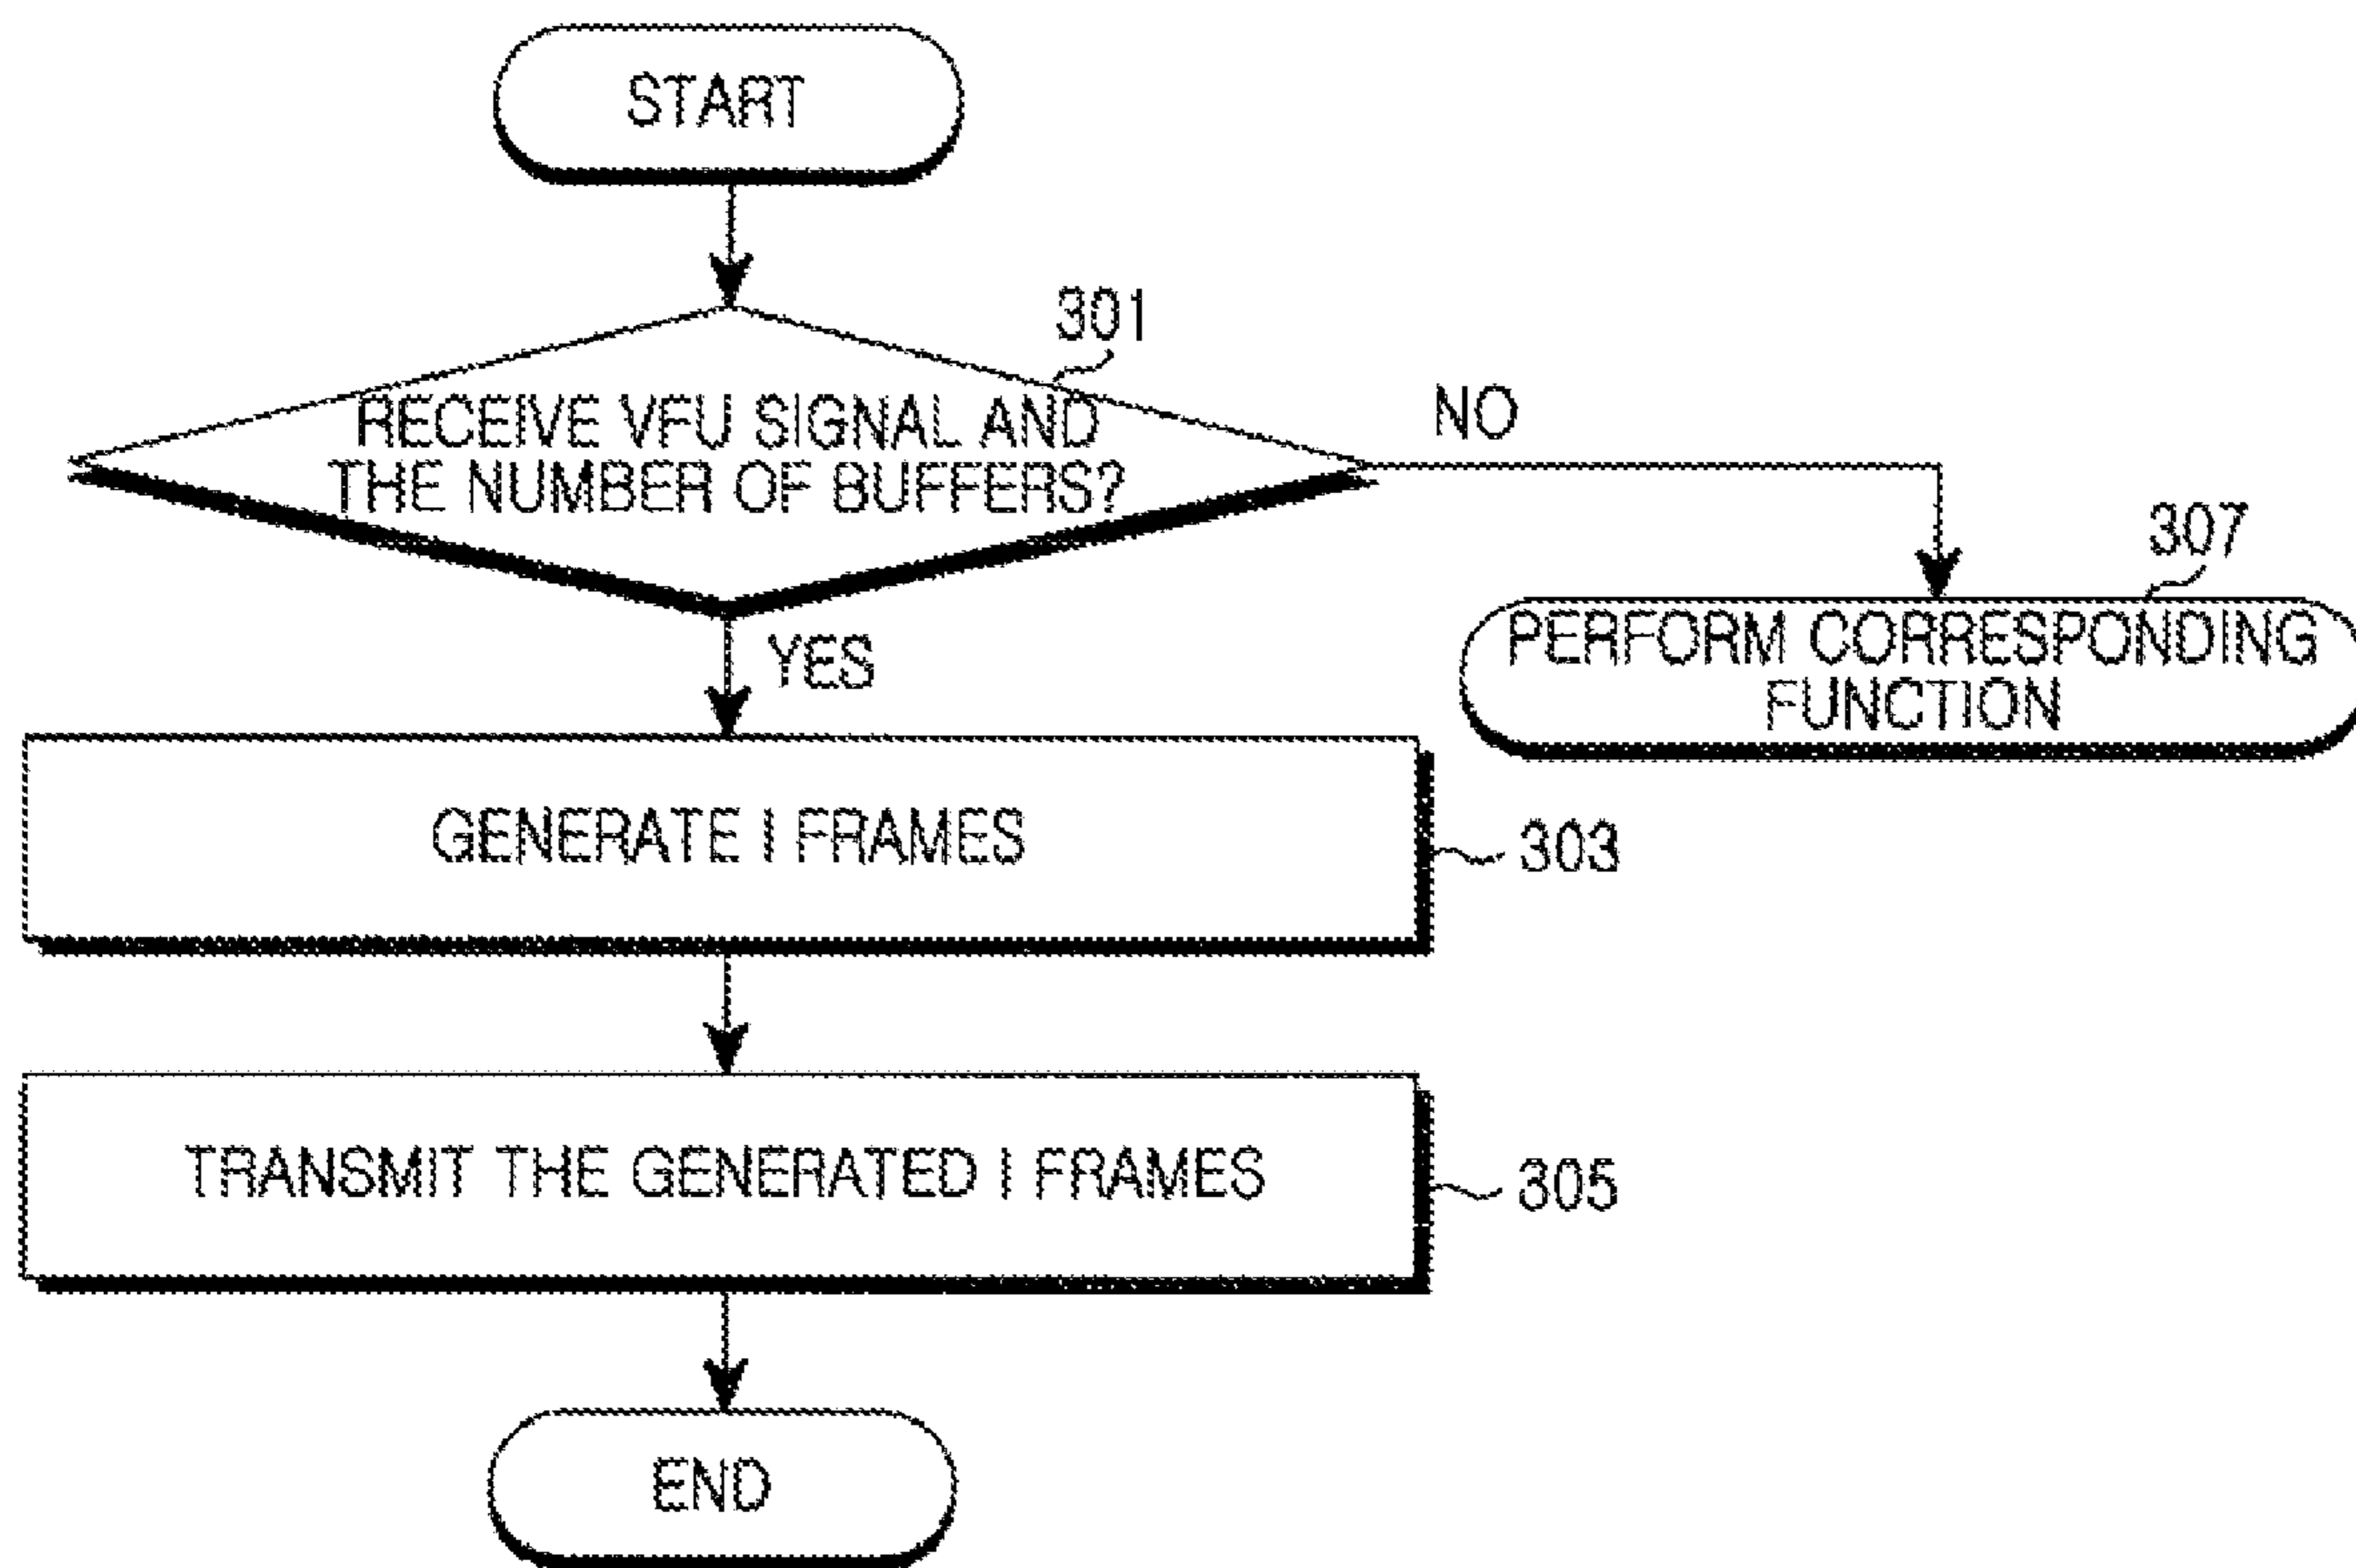 START
301
RECEIVE VFU SIGNAL AND
THE NUMBER OF BUFFERS?
NO
307
PERFORM CORRESPONDING
FUNCTION
YES
GENERATE I FRAMES
303
TRANSMIT THE GENERATED I FRAMES
305
END